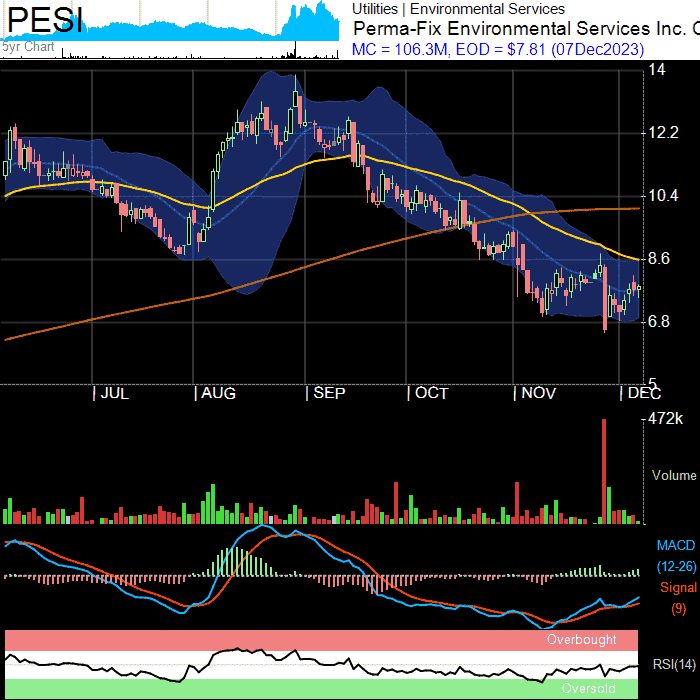 PESI
5yr Chart
Utilities | Environmental Services
Perma-Fix Environmental Services Inc. C
MC = 106.3M, EOD = $7.81 (07Dec2023)
14
12.2
10.4
8.6
6.8
5
JUL
AUG
SEP
OCT
NOV
DEC
472k
Volume
MACD
(12-26)
Signal
(9)
Overbought
RSI(14)
Oversold